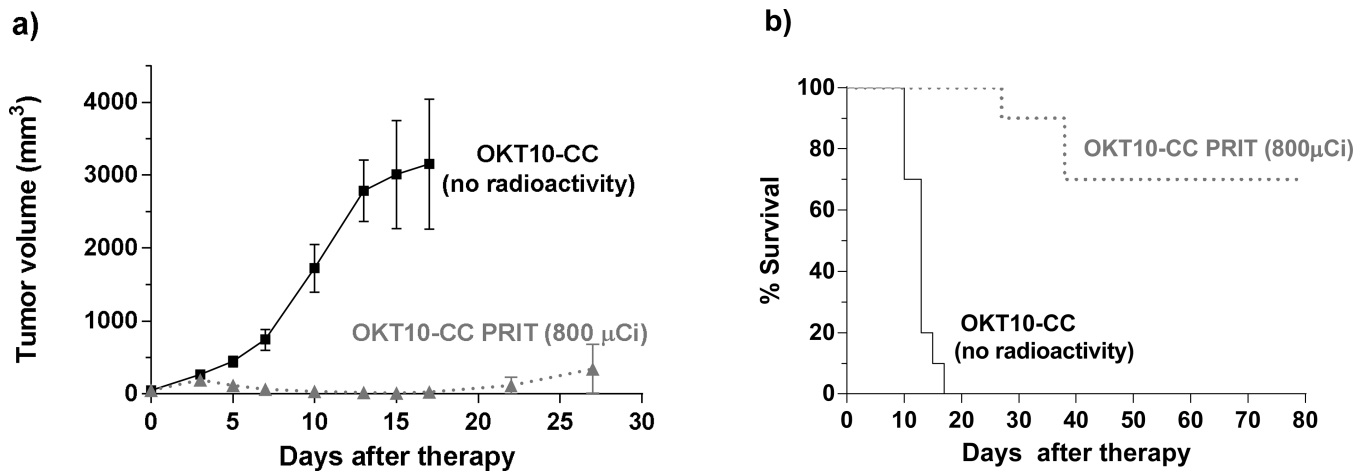 a)
Tumor volume (mm³)
4000
3000
2000
1000
0
OKT10-CC
(no radioactivity)
OKT10-CC PRIT (800 μCi)
0 5 10 15 20 25 30
Days after therapy
b)
% Survival
100
80
60
40
20
0
OKT10-CC PRIT (800μCi)
OKT10-CC
(no radioactivity)
0 10 20 30 40 50 60 70 80
Days after therapy